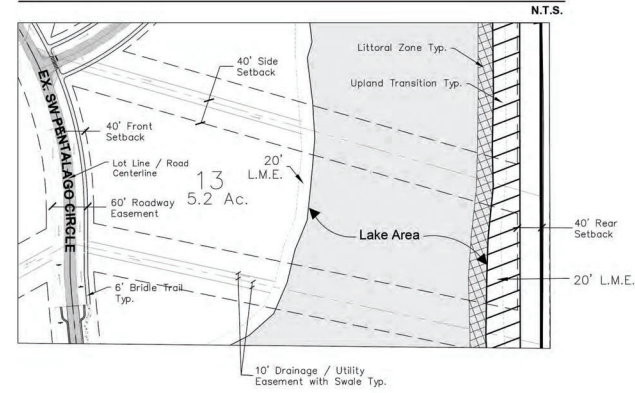 N.T.S.
Littoral Zone Typ.
Upland Transition Typ.
40' Side
Setback
EX. SW PENTALAGO CIRCLE
40' Front
Setback
Lot Line / Road
Centerline
60' Roadway
Easement
13
5.2 Ac.
20'
L.M.E.
Lake Area
40' Rear
Setback
20' L.M.E.
6' Bridle Trail
Typ.
10' Drainage / Utility
Easement with Swale Typ.